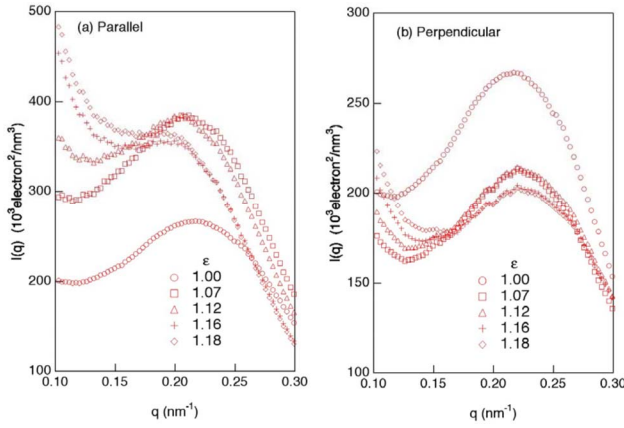 500
400
300
200
100
I(q) (10³electron²/nm³)
(a) Parallel
ε
1.00
1.07
1.12
1.16
1.18
0.10 0.15 0.20 0.25 0.30
q (nm⁻¹)
300
250
200
150
100
I(q) (10³electron²/nm³)
(b) Perpendicular
ε
1.00
1.07
1.12
1.16
1.18
0.10 0.15 0.20 0.25 0.30
q (nm⁻¹)